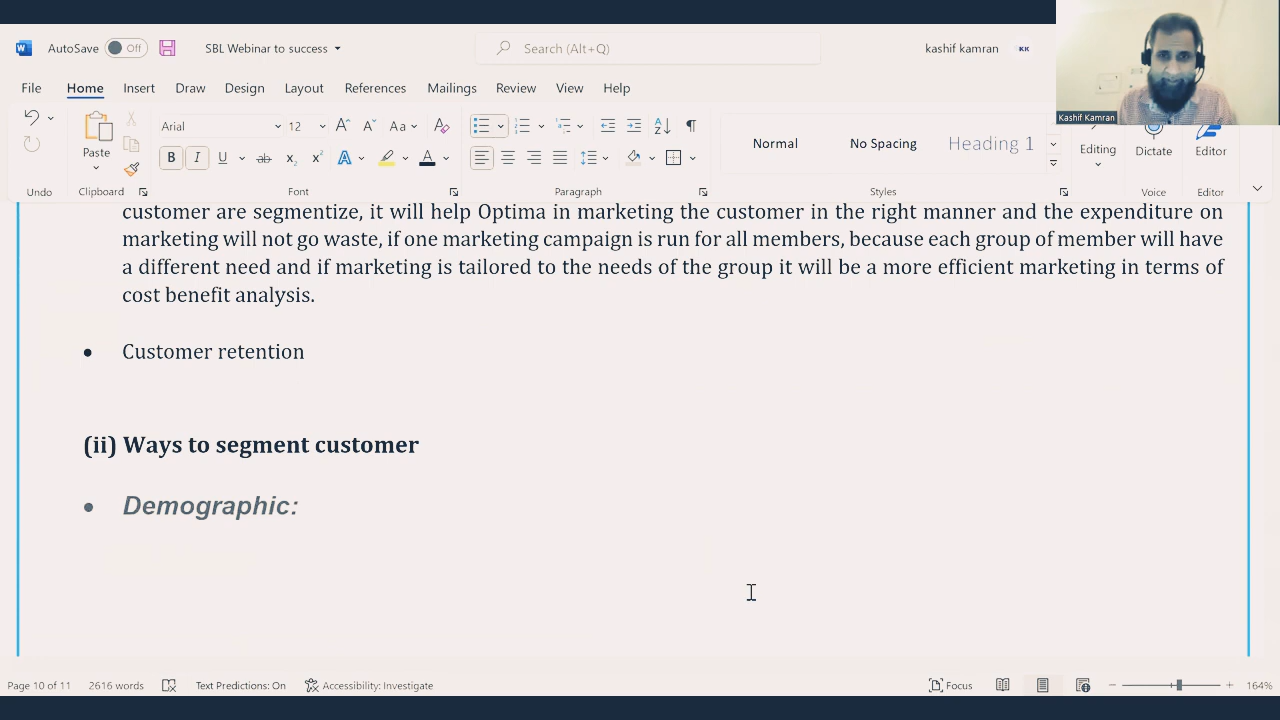 AutoSave Off SBL Webinar to success Search (Alt+Q) kashif kamran KK
File Home Insert Draw Design Layout References Mailings Review View Help
Kashif Kamran
Paste Arial 12 Aa Normal No Spacing Heading 1 Editing Dictate Editor
Undo Clipboard Font Paragraph Styles Voice Editor
customer are segmentize, it will help Optima in marketing the customer in the right manner and the expenditure on
marketing will not go waste, if one marketing campaign is run for all members, because each group of member will have
a different need and if marketing is tailored to the needs of the group it will be a more efficient marketing in terms of
cost benefit analysis.
• Customer retention
(ii) Ways to segment customer
• Demographic:
Page 10 of 11 2616 words Text Predictions: On Accessibility: Investigate Focus 164%